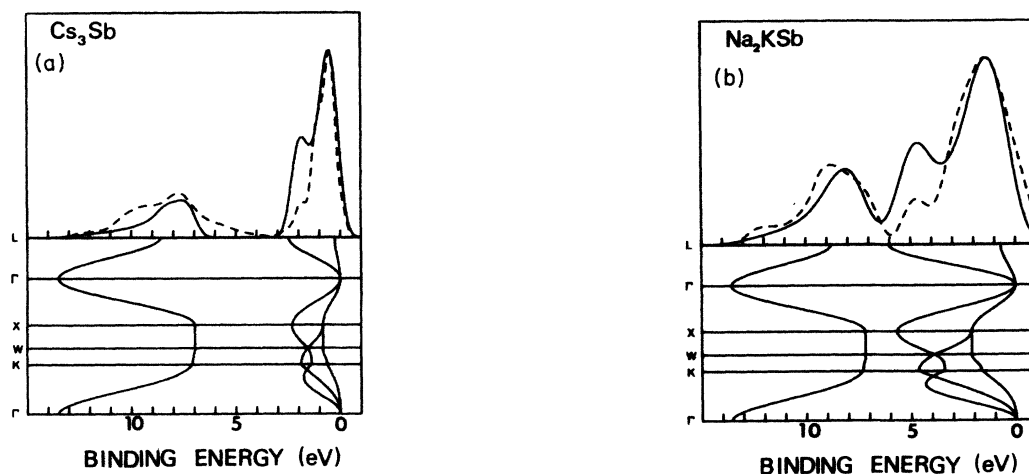 Cs₃Sb
(a)
L
Γ
X
W
K
Γ
10 5 0
BINDING ENERGY (eV)
Na₂KSb
(b)
L
Γ
X
W
K
Γ
10 5 0
BINDING ENERGY (eV)